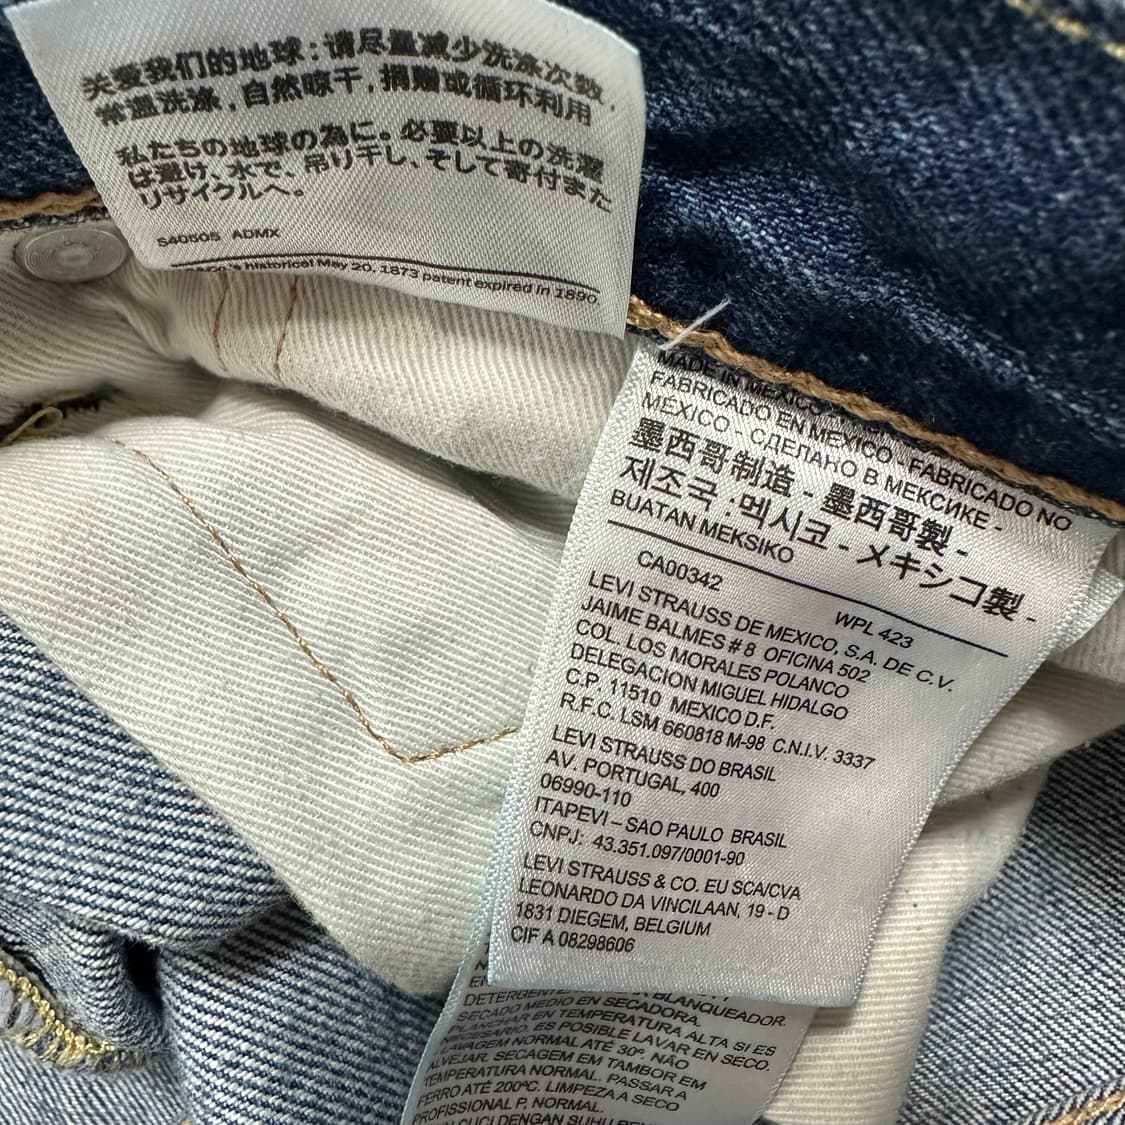 关爱我们的地球:请尽量减少洗涤次数,
常温洗涤,自然晾干,捐赠或循环利用
私たちの地球の為に。必要以上の洗濯
は避け、水で、吊り干し、そして寄付また
リサイクルへ。
S40505 ADMX
historical May 20, 1873 patent expired in 1890.
MADE IN MEXICO
FABRICADO EN MEXICO - FABRICADO NO
MÉXICO - СДЕЛАНО В МЕКСИКЕ -
墨西哥制造 - 墨西哥製 -
제조국 :멕시코 - メキシコ製 -
BUATAN MEKSIKO
CA00342 WPL 423
LEVI STRAUSS DE MEXICO, S.A. DE C.V.
JAIME BALMES # 8 OFICINA 502
COL. LOS MORALES POLANCO
DELEGACION MIGUEL HIDALGO
C.P. 11510 MEXICO D.F.
R.F.C. LSM 660818 M-98 C.N.I.V. 3337
LEVI STRAUSS DO BRASIL
AV. PORTUGAL, 400
06990-110
ITAPEVI – SAO PAULO BRASIL
CNPJ: 43.351.097/0001-90
LEVI STRAUSS & CO. EU SCA/CVA
LEONARDO DA VINCILAAN, 19 - D
1831 DIEGEM, BELGIUM
CIF A 08298606
BLANQUEADOR.
SECADO MEDIO EN SECADORA.
PLANCHAR EN TEMPERATURA ALTA SI ES
NECESSARIO. ES POSIBLE LAVAR EN SECO.
LAVAGEM NORMAL ATÉ 30º. NÃO
ALVEJAR. SECAGEM EM TAMBOR EM
TEMPERATURA NORMAL. PASSAR A
FERRO ATÉ 200ºC. LIMPEZA A SECO
PROFISSIONAL P, NORMAL.
CUCI DENGAN SUHU